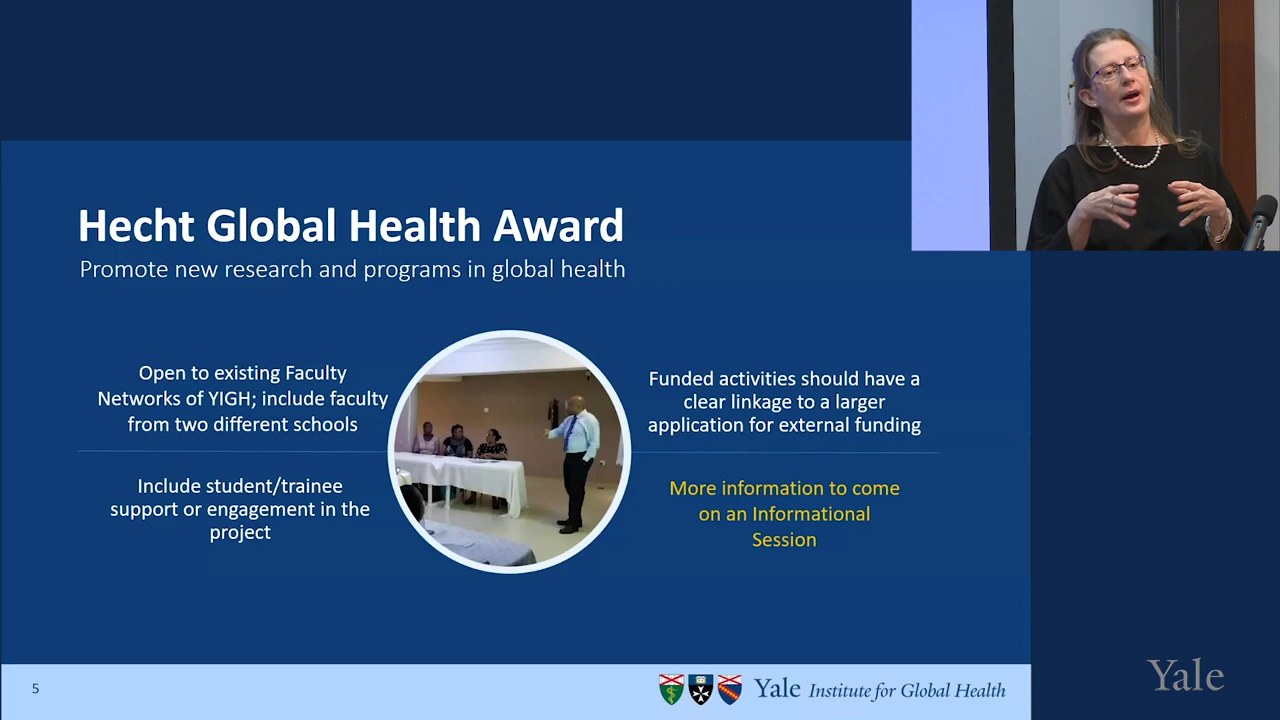 Hecht Global Health Award
Promote new research and programs in global health
Open to existing Faculty
Networks of YIGH; include faculty
from two different schools
Include student/trainee
support or engagement in the
project
Funded activities should have a
clear linkage to a larger
application for external funding
More information to come
on an Informational
Session
5
Yale Institute for Global Health
Yale